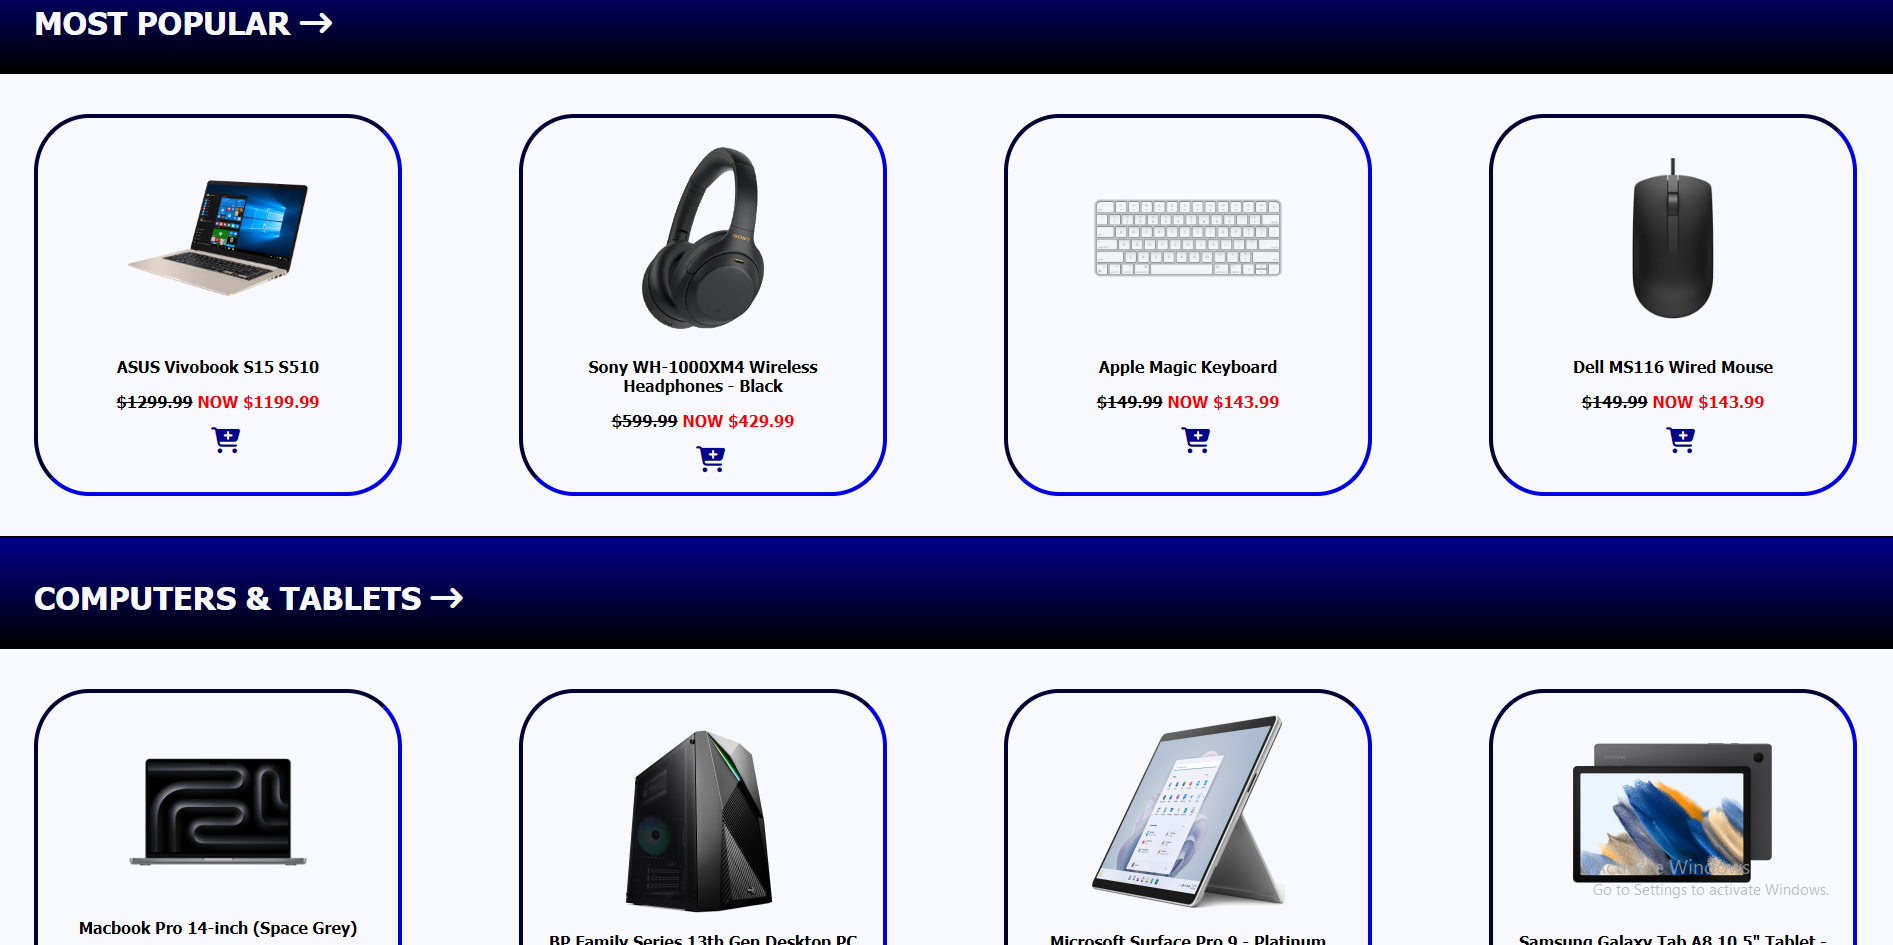 MOST POPULAR →
ASUS Vivobook S15 S510
$1299.99 NOW $1199.99
SONY
Sony WH-1000XM4 Wireless
Headphones - Black
$599.99 NOW $429.99
Apple Magic Keyboard
$149.99 NOW $143.99
Dell MS116 Wired Mouse
$149.99 NOW $143.99
COMPUTERS & TABLETS →
Macbook Pro 14-inch (Space Grey)
BP Family Series 13th Gen Desktop PC
Microsoft Surface Pro 9 - Platinum
Samsung Galaxy Tab A8 10.5" Tablet -
Activate Windows
Go to Settings to activate Windows.